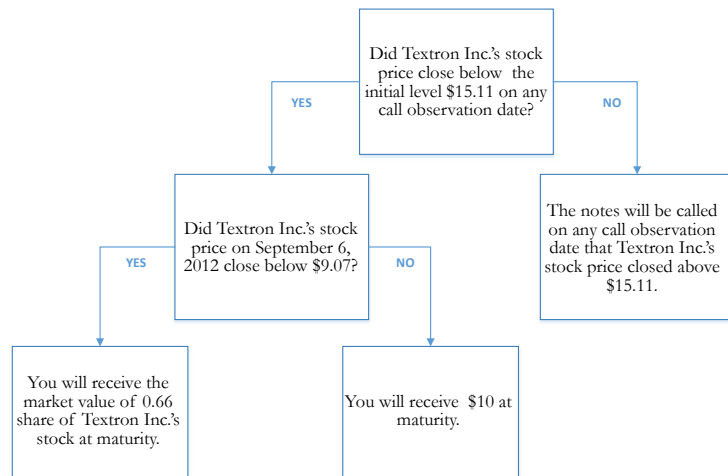 Did Textron Inc.'s stock
price close below the
initial level $15.11 on any
call observation date?
YES
NO
Did Textron Inc.'s stock
price on September 6,
2012 close below $9.07?
The notes will be called
on any call observation
date that Textron Inc.'s
stock price closed above
$15.11.
YES
NO
You will receive the
market value of 0.66
share of Textron Inc.'s
stock at maturity.
You will receive $10 at
maturity.